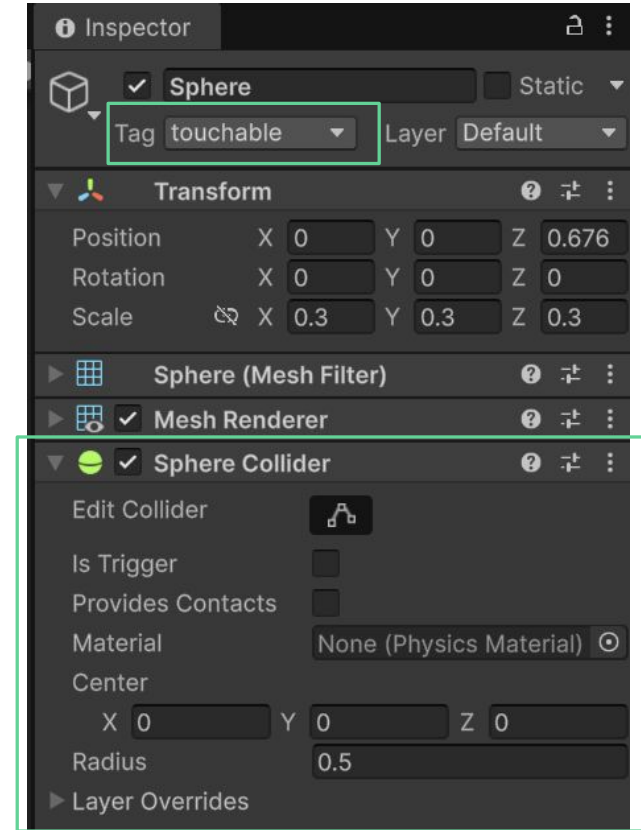 Inspector
Sphere Static
Tag touchable Layer Default
Transform
Position X 0 Y 0 Z 0.676
Rotation X 0 Y 0 Z 0
Scale X 0.3 Y 0.3 Z 0.3
Sphere (Mesh Filter)
Mesh Renderer
Sphere Collider
Edit Collider
Is Trigger
Provides Contacts
Material None (Physics Material)
Center
X 0 Y 0 Z 0
Radius 0.5
Layer Overrides